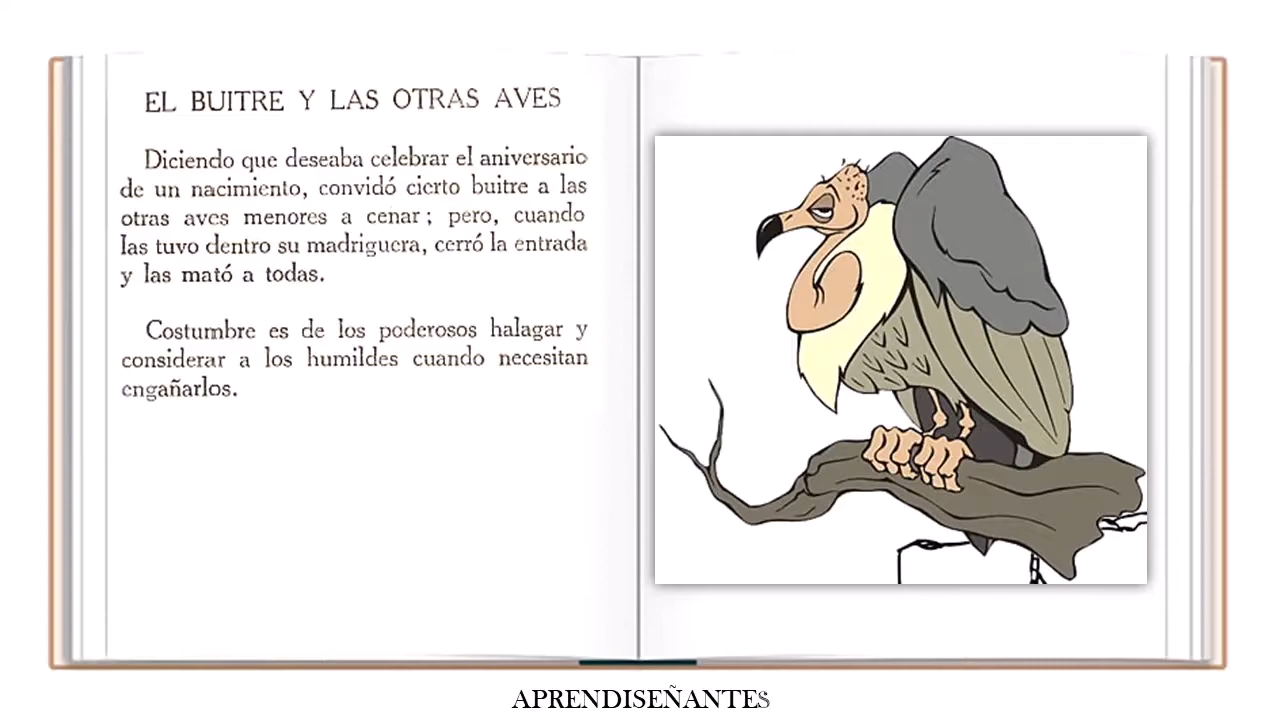 EL BUITRE Y LAS OTRAS AVES
Diciendo que deseaba celebrar el aniversario
de un nacimiento, convidó cierto buitre a las
otras aves menores a cenar; pero, cuando
las tuvo dentro su madriguera, cerró la entrada
y las mató a todas.
Costumbre es de los poderosos halagar y
considerar a los humildes cuando necesitan
engañarlos.
APRENDISEÑANTES